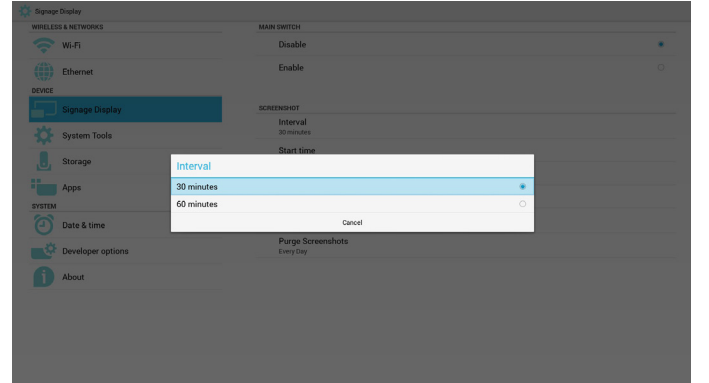 Signage Display
WIRELESS & NETWORKS
Wi-Fi
Ethernet
DEVICE
Signage Display
System Tools
Storage
Apps
SYSTEM
Date & time
Developer options
About
MAIN SWITCH
Disable
Enable
SCREENSHOT
Interval
30 minutes
Start time
Interval
30 minutes
60 minutes
Cancel
Purge Screenshots
Every Day